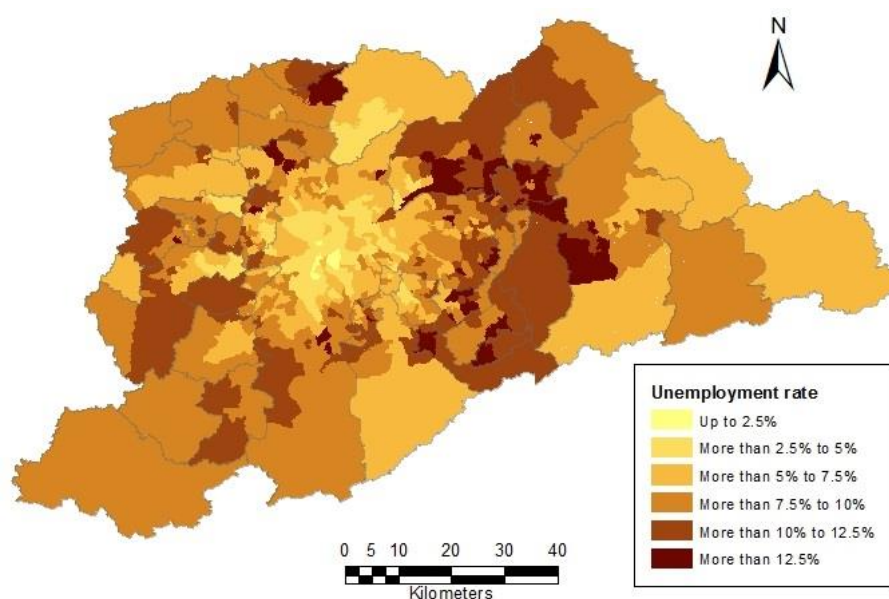 N
Unemployment rate
Up to 2.5%
More than 2.5% to 5%
More than 5% to 7.5%
More than 7.5% to 10%
More than 10% to 12.5%
More than 12.5%
0 5 10 20 30 40
Kilometers